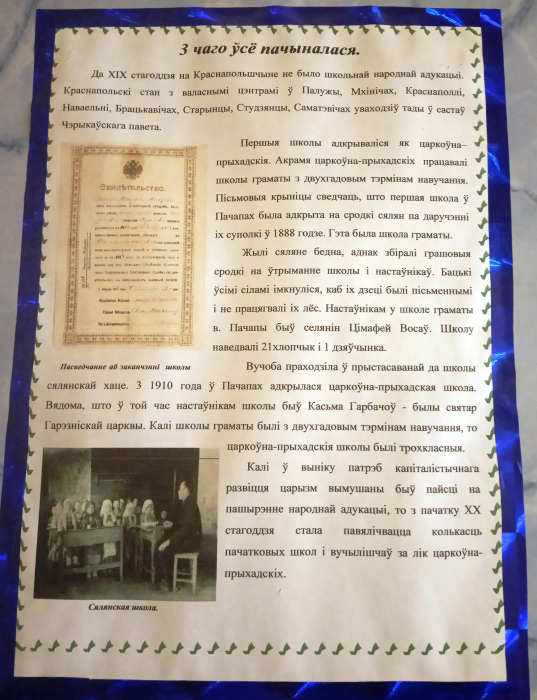 З чаго ўсё пачыналася.
Да XIX стагоддзя на Краснапольшчыне не было школьнай народнай адукацыі.
Краснапольскі стан з валаснымі цэнтрамі ў Палужы, Мхінічах, Краснаполлі,
Наваельні, Брацькавічах, Старынцы, Студзянцы, Саматэвічах уваходзіў тады ў састаў
Чэрыкаўскага павета.
Першыя школы адкрываліся як царкоўна–
прыхадскія. Акрамя царкоўна-прыхадскіх працавалі
школы граматы з двухгадовым тэрмінам навучання.
Пісьмовыя крыніцы сведчаць, што першая школа ў
Пачапах была адкрыта на сродкі сялян па даручэнні
іх суполкі ў 1888 годзе. Гэта была школа граматы.
Свидѣтельство.
Жылі сяляне бедна, аднак збіралі грашовыя
сродкі на ўтрыманне школы і настаўнікаў. Бацькі
ўсімі сіламі імкнуліся, каб іх дзеці былі пісьменнымі
і не працягвалі іх лёс. Настаўнікам у школе граматы
в. Пачапы быў селянін Цімафей Восаў. Школу
наведвалі 21хлопчык і 1 дзяўчынка.
Пасведчанне аб заканчэнні школы
Вучоба праходзіла ў прыстасаванай да школы
сялянскай хаце. З 1910 года ў Пачапах адкрылася царкоўна-прыхадская школа.
Вядома, што ў той час настаўнікам школы быў Касьма Гарбачоў - былы святар
Гарэзніскай царквы. Калі школы граматы былі з двухгадовым тэрмінам навучання, то
царкоўна-прыхадскія школы былі трохкласныя.
Калі ў выніку патрэб капіталістычнага
развіцця царызм вымушаны быў пайсці на
пашырэнне народнай адукацыі, то з пачатку XX
стагоддзя стала павялічвацца колькасць
пачатковых школ і вучылішчаў за лік царкоўна-
прыхадскіх.
Сялянская школа.